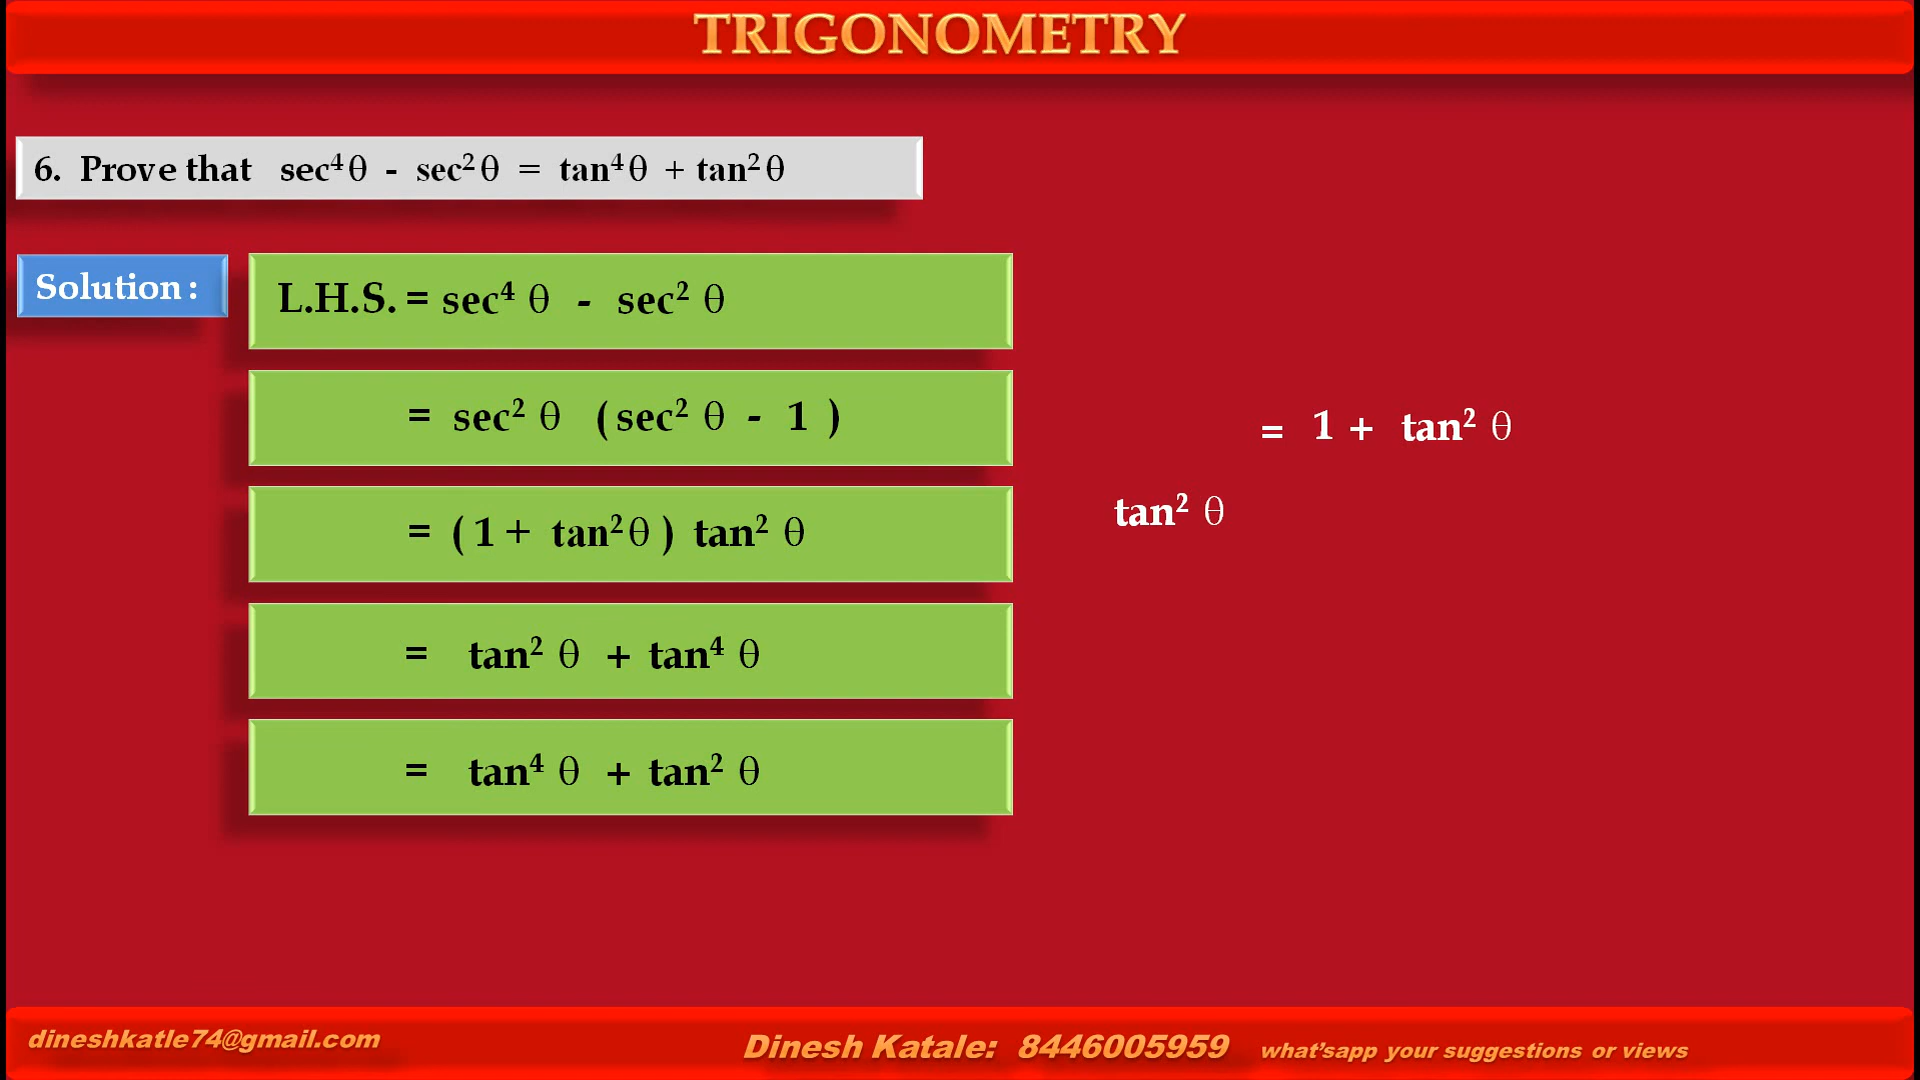 TRIGONOMETRY
6. Prove that sec⁴θ - sec²θ = tan⁴θ + tan²θ
Solution :
L.H.S. = sec⁴ θ - sec² θ
= sec² θ ( sec² θ - 1 )
= 1 + tan² θ
tan² θ
= ( 1 + tan²θ ) tan² θ
= tan² θ + tan⁴ θ
= tan⁴ θ + tan² θ
dineshkatle74@gmail.com
Dinesh Katale: 8446005959 what'sapp your suggestions or views